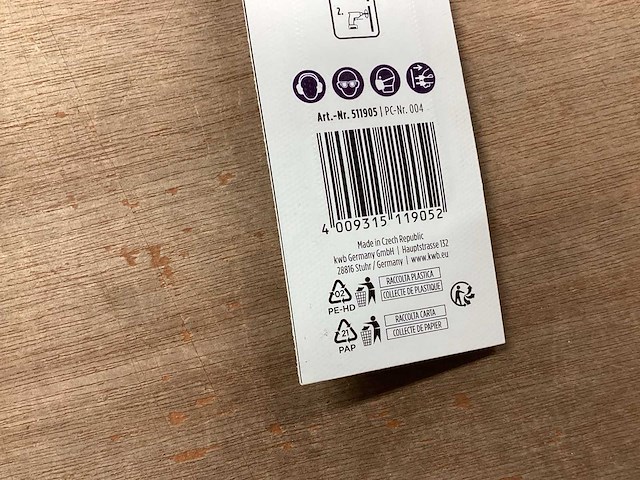 2.
Art.-Nr. 511905 | PC-Nr. 004
4 009315 119052
Made in Czech Republic
kwb Germany GmbH | Hauptstrasse 132
28816 Stuhr / Germany | www.kwb.eu
02
PE-HD
RACCOLTA PLASTICA
COLLECTE DE PLASTIQUE
21
PAP
RACCOLTA CARTA
COLLECTE DE PAPIER